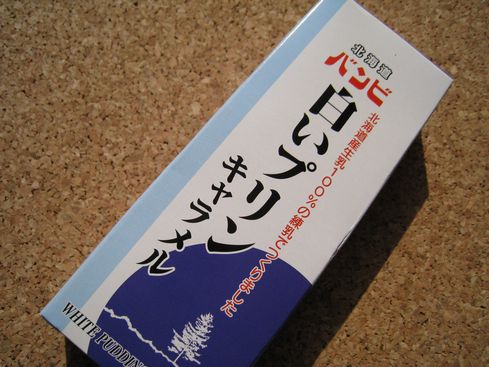 北海道
バンビ
北海道産生乳100%の練乳でつくりました
白いプリン
キャラメル
WHITE PUDDING